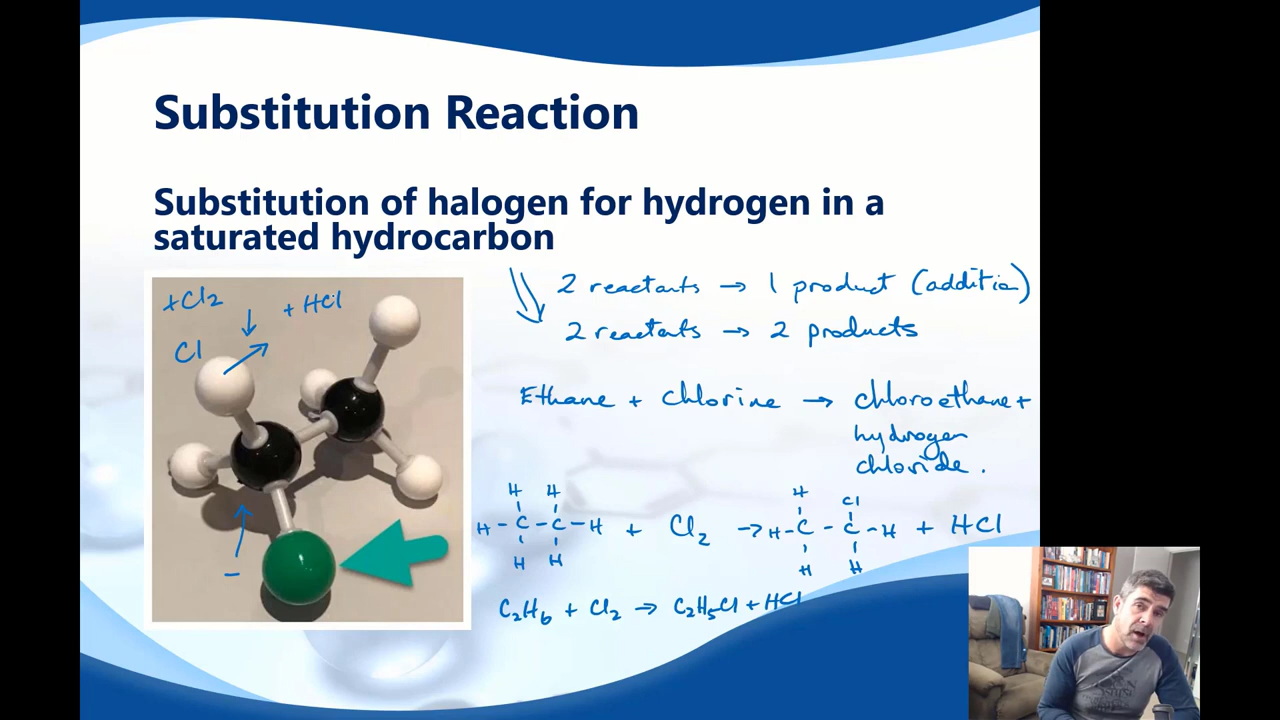 Substitution Reaction
Substitution of halogen for hydrogen in a
saturated hydrocarbon
+Cl2
+ HCl
Cl
2 reactants → 1 product (addition)
2 reactants → 2 products
Ethane + chlorine → chloroethane +
hydrogen
chloride.
H H H Cl
H - C - C - H + Cl2 → H - C - C - H + HCl
H H H H
C2H6 + Cl2 → C2H5Cl + HCl